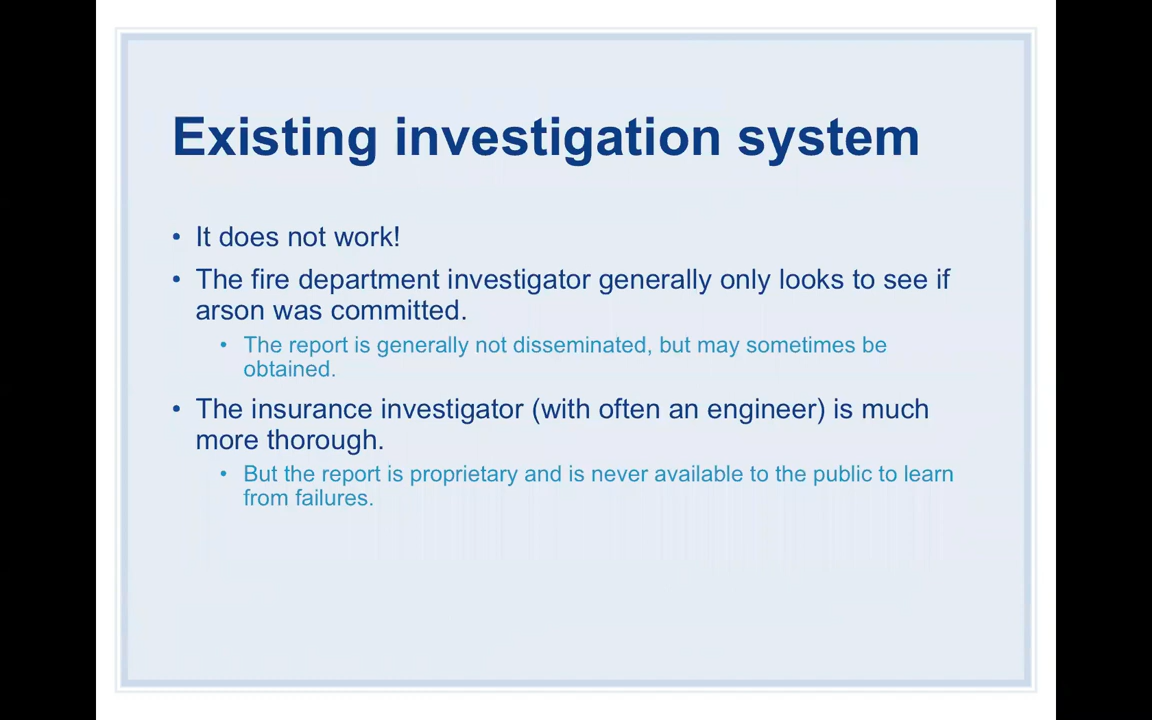 Existing investigation system
• It does not work!
• The fire department investigator generally only looks to see if
arson was committed.
• The report is generally not disseminated, but may sometimes be
obtained.
• The insurance investigator (with often an engineer) is much
more thorough.
• But the report is proprietary and is never available to the public to learn
from failures.